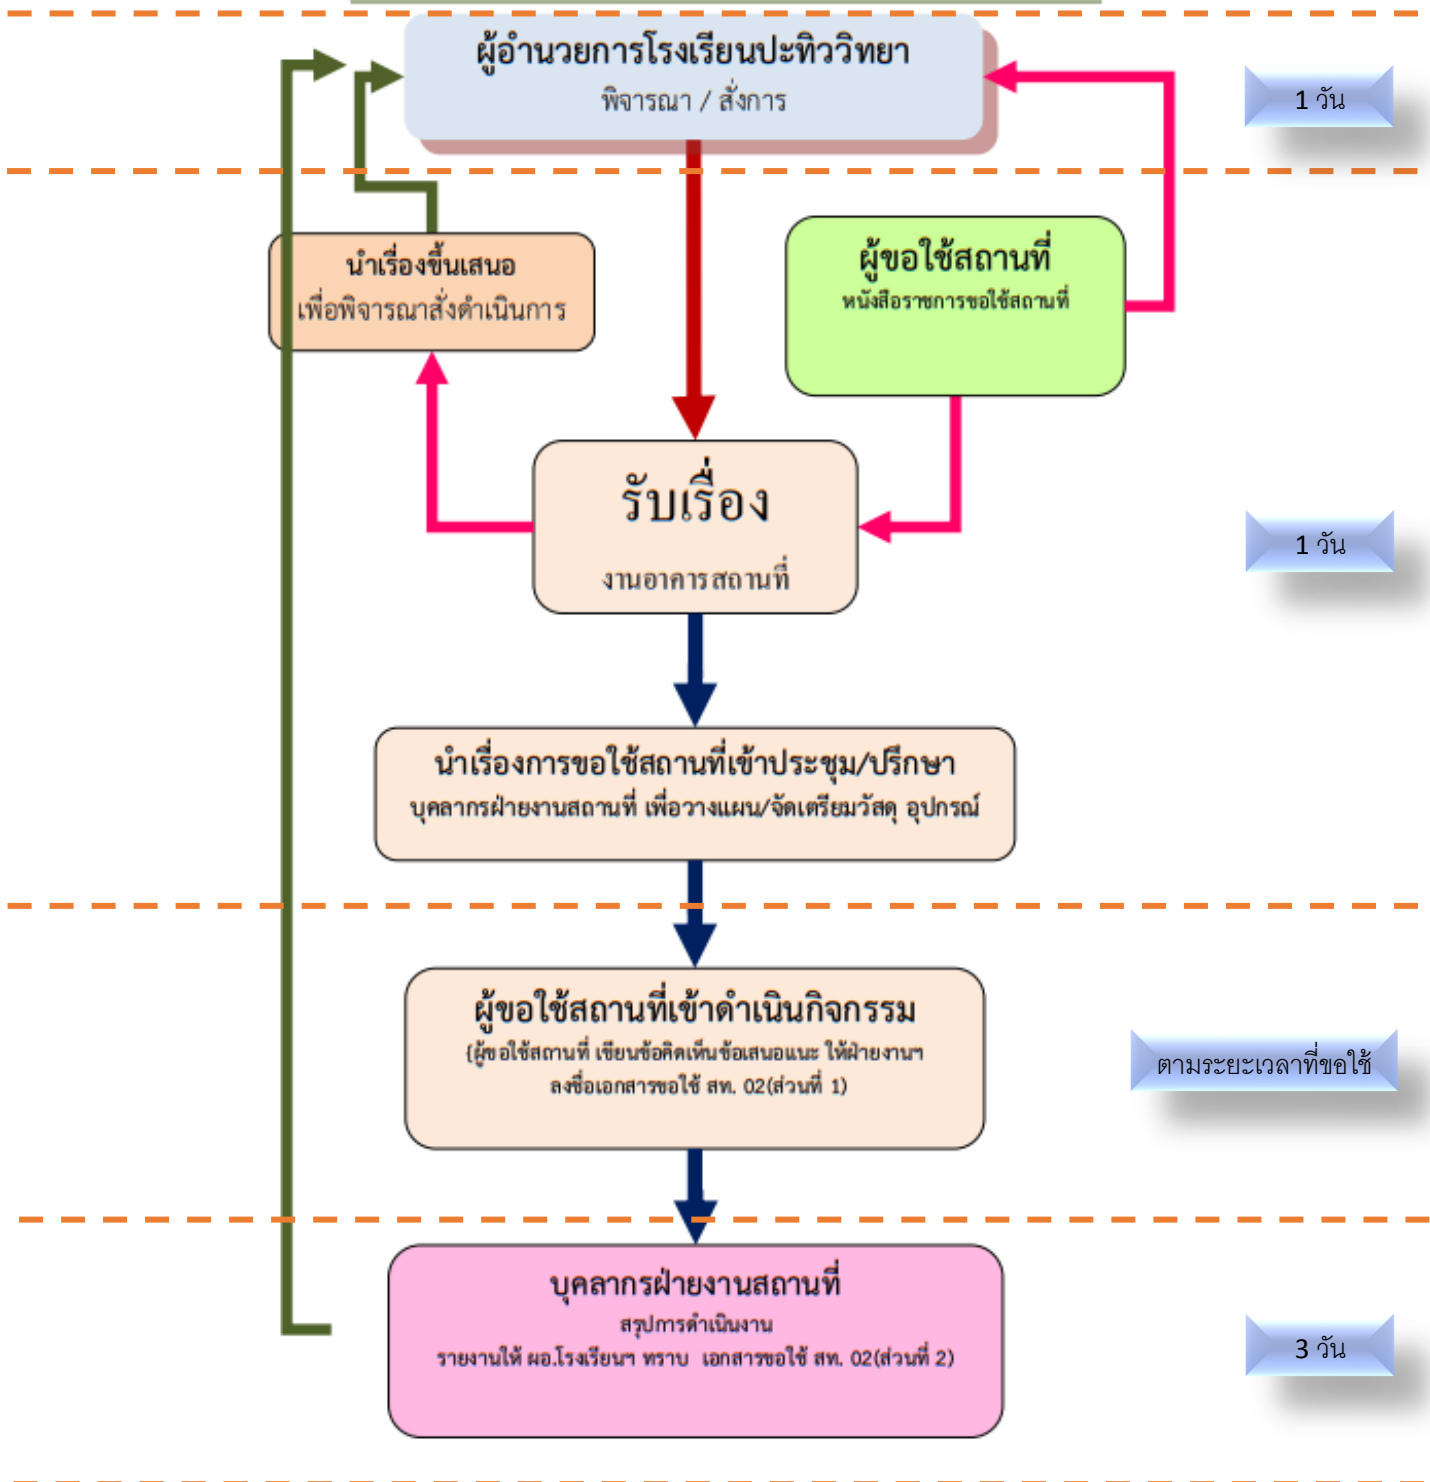 ผู้อำนวยการโรงเรียนปะทิววิทยา
พิจารณา / สั่งการ
1 วัน
นำเรื่องขึ้นเสนอ
เพื่อพิจารณาสั่งดำเนินการ
ผู้ขอใช้สถานที่
หนังสือราชการขอใช้สถานที่
รับเรื่อง
งานอาคารสถานที่
1 วัน
นำเรื่องการขอใช้สถานที่เข้าประชุม/ปรึกษา
บุคลากรฝ่ายงานสถานที่ เพื่อวางแผน/จัดเตรียมวัสดุ อุปกรณ์
ผู้ขอใช้สถานที่เข้าดำเนินกิจกรรม
{ผู้ขอใช้สถานที่ เขียนข้อคิดเห็นข้อเสนอแนะ ให้ฝ่ายงานฯ
ลงชื่อเอกสารขอใช้ สท. 02(ส่วนที่ 1)
ตามระยะเวลาที่ขอใช้
บุคลากรฝ่ายงานสถานที่
สรุปการดำเนินงาน
รายงานให้ ผอ.โรงเรียนฯ ทราบ เอกสารขอใช้ สท. 02(ส่วนที่ 2)
3 วัน